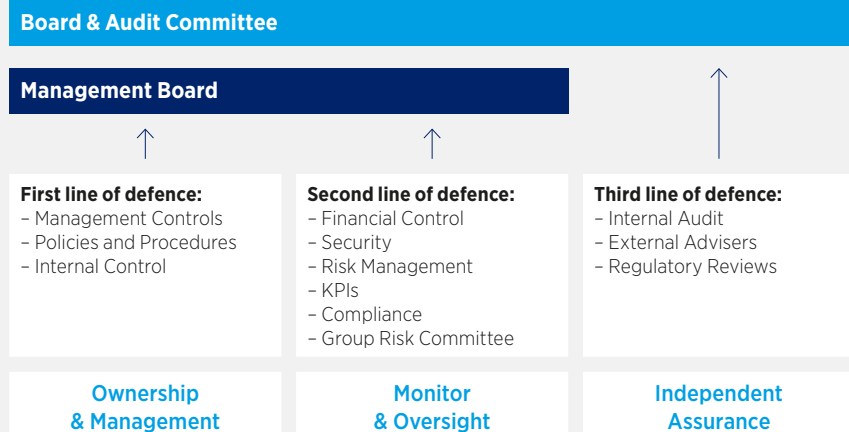 Board & Audit Committee
Management Board
First line of defence:
– Management Controls
– Policies and Procedures
– Internal Control
Second line of defence:
– Financial Control
– Security
– Risk Management
– KPIs
– Compliance
– Group Risk Committee
Third line of defence:
– Internal Audit
– External Advisers
– Regulatory Reviews
Ownership
& Management
Monitor
& Oversight
Independent
Assurance